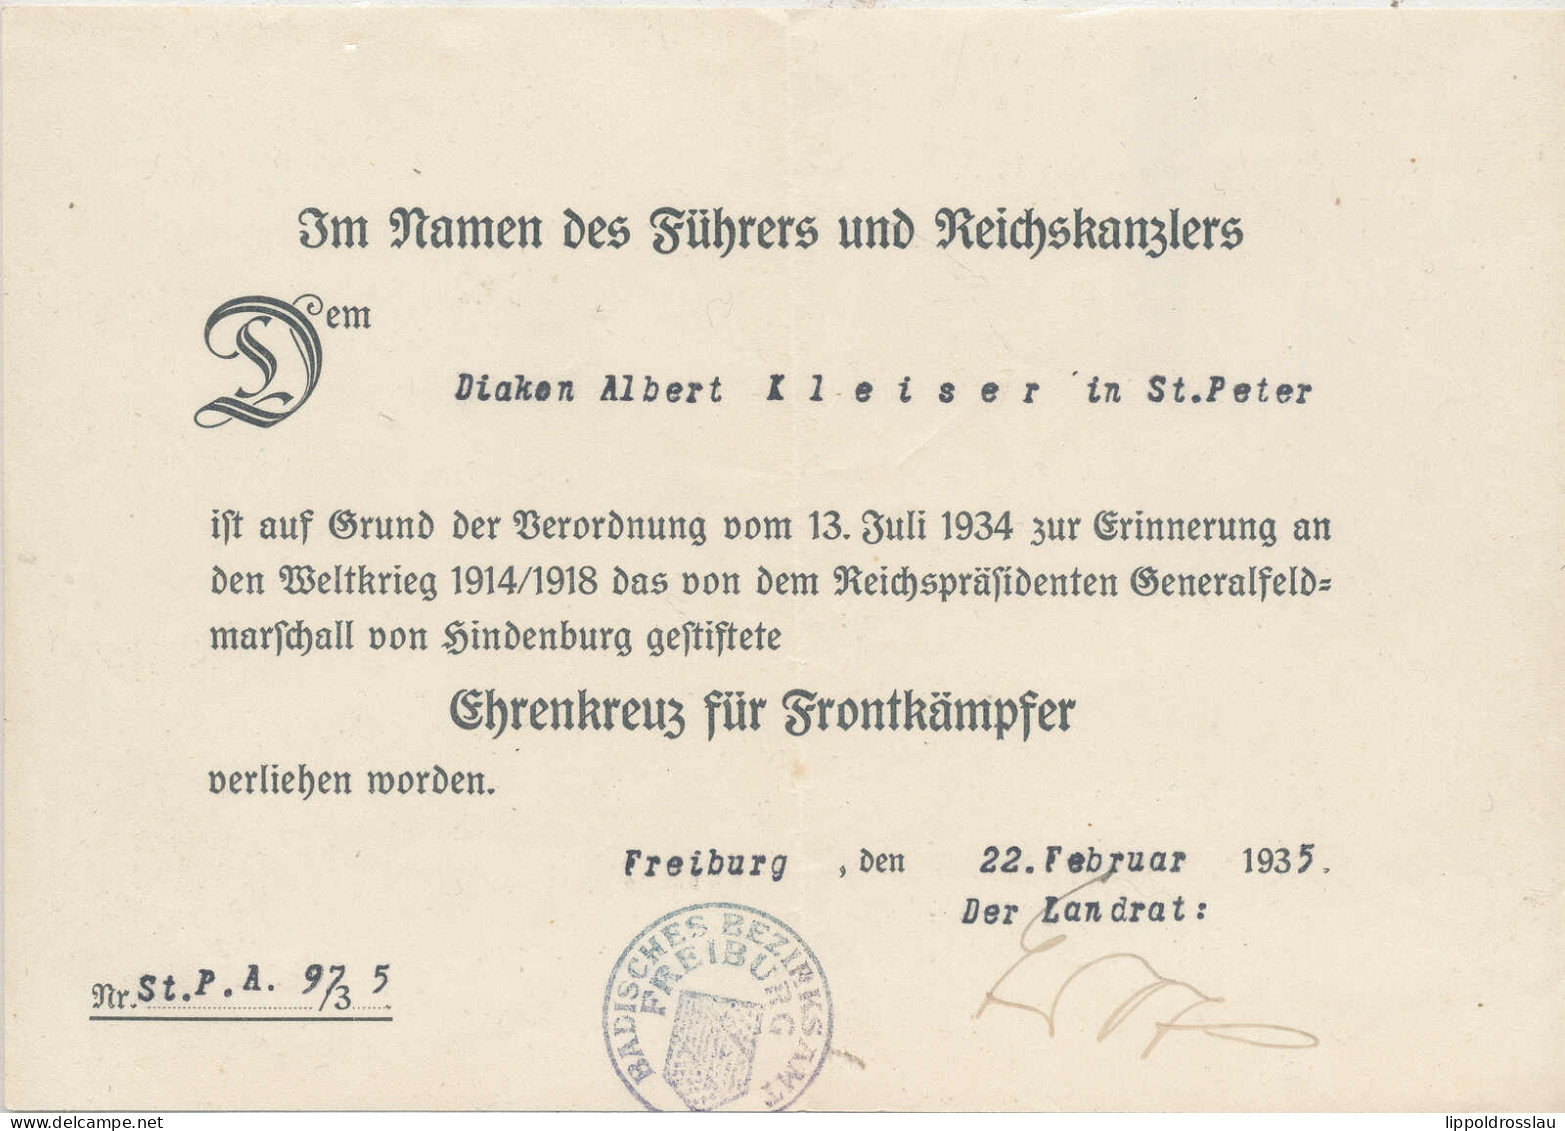 Im Namen des Führers und Reichskanzlers
Dem
Diakon Albert K l e i s e r in St.Peter
ist auf Grund der Verordnung vom 13. Juli 1934 zur Erinnerung an
den Weltkrieg 1914/1918 das von dem Reichspräsidenten Generalfeld=
marschall von Hindenburg gestiftete
Ehrenkreuz für Frontkämpfer
verliehen worden.
Freiburg , den 22.Februar 1935.
Der Landrat:
Nr. St.P.A. 97/3 5
BADISCHES BEZIRKSAMT
FREIBURG
lippoldrosslau